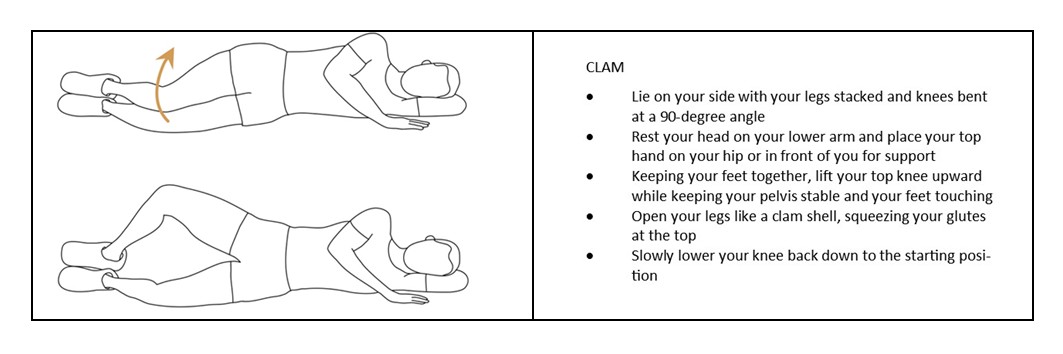 CLAM
• Lie on your side with your legs stacked and knees bent
at a 90-degree angle
• Rest your head on your lower arm and place your top
hand on your hip or in front of you for support
• Keeping your feet together, lift your top knee upward
while keeping your pelvis stable and your feet touching
• Open your legs like a clam shell, squeezing your glutes
at the top
• Slowly lower your knee back down to the starting posi-
tion